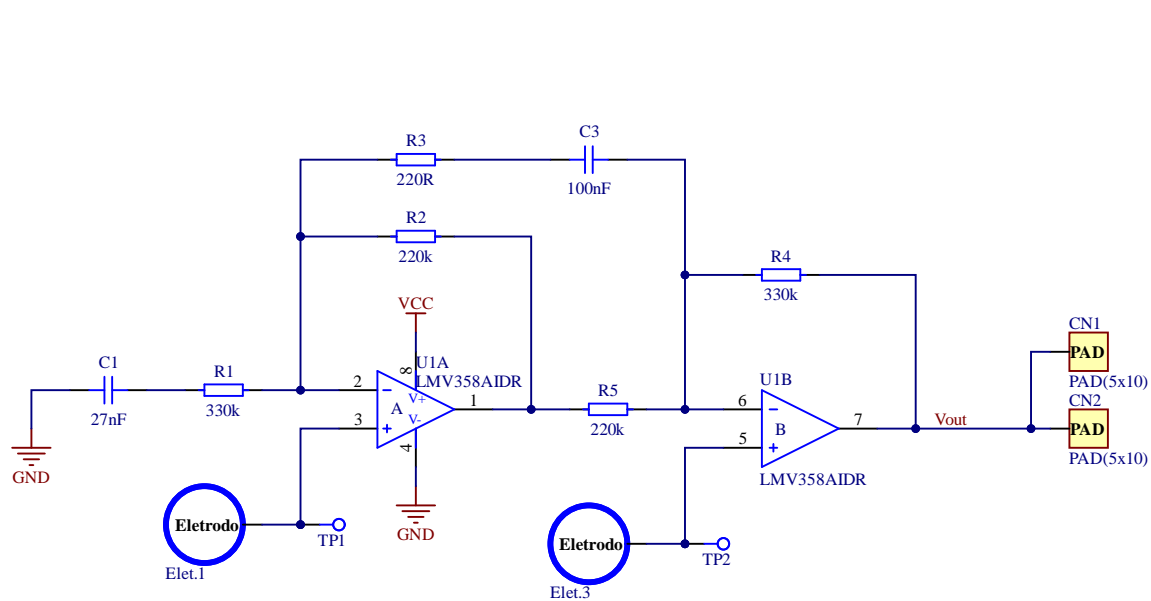 C3
R3
220R
100nF
R2
220k
R4
330k
VCC
CN1
PAD
PAD(5x10)
C1
27nF
R1
330k
8
U1A
LMV358AIDR
2
V+
A
1
3
V-
4
R5
220k
U1B
6
B
7
5
LMV358AIDR
Vout
CN2
PAD
PAD(5x10)
GND
GND
Eletrodo
TP1
Elet.1
Eletrodo
TP2
Elet.3